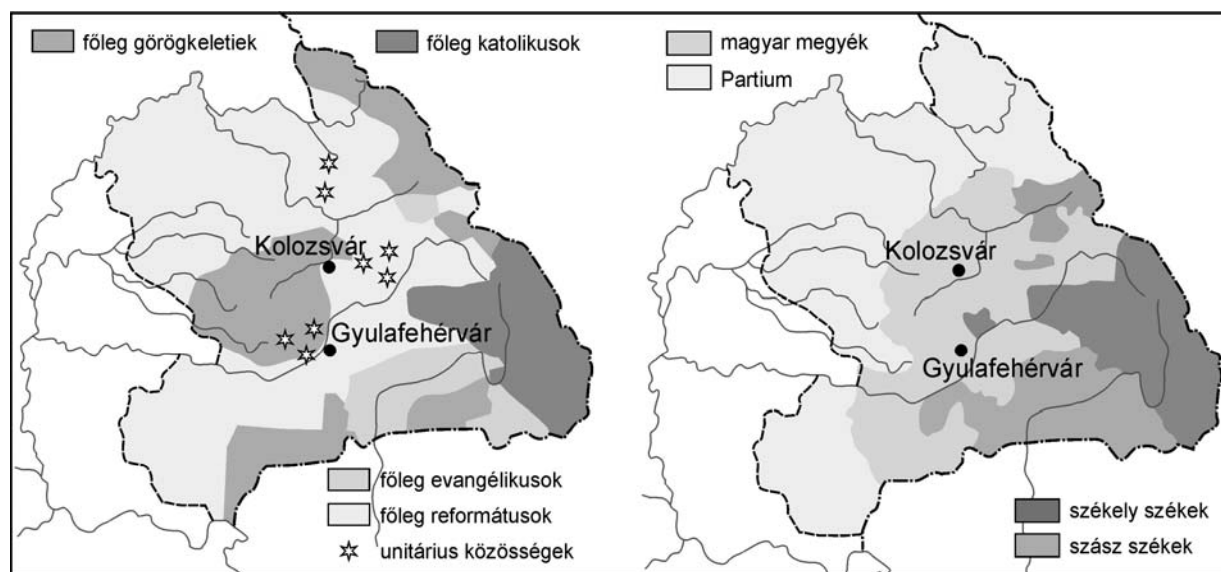 főleg görögkeletiek
főleg katolikusok
Kolozsvár
Gyulafehérvár
főleg evangélikusok
főleg reformátusok
unitárius közösségek
magyar megyék
Partium
Kolozsvár
Gyulafehérvár
székely székek
szász székek